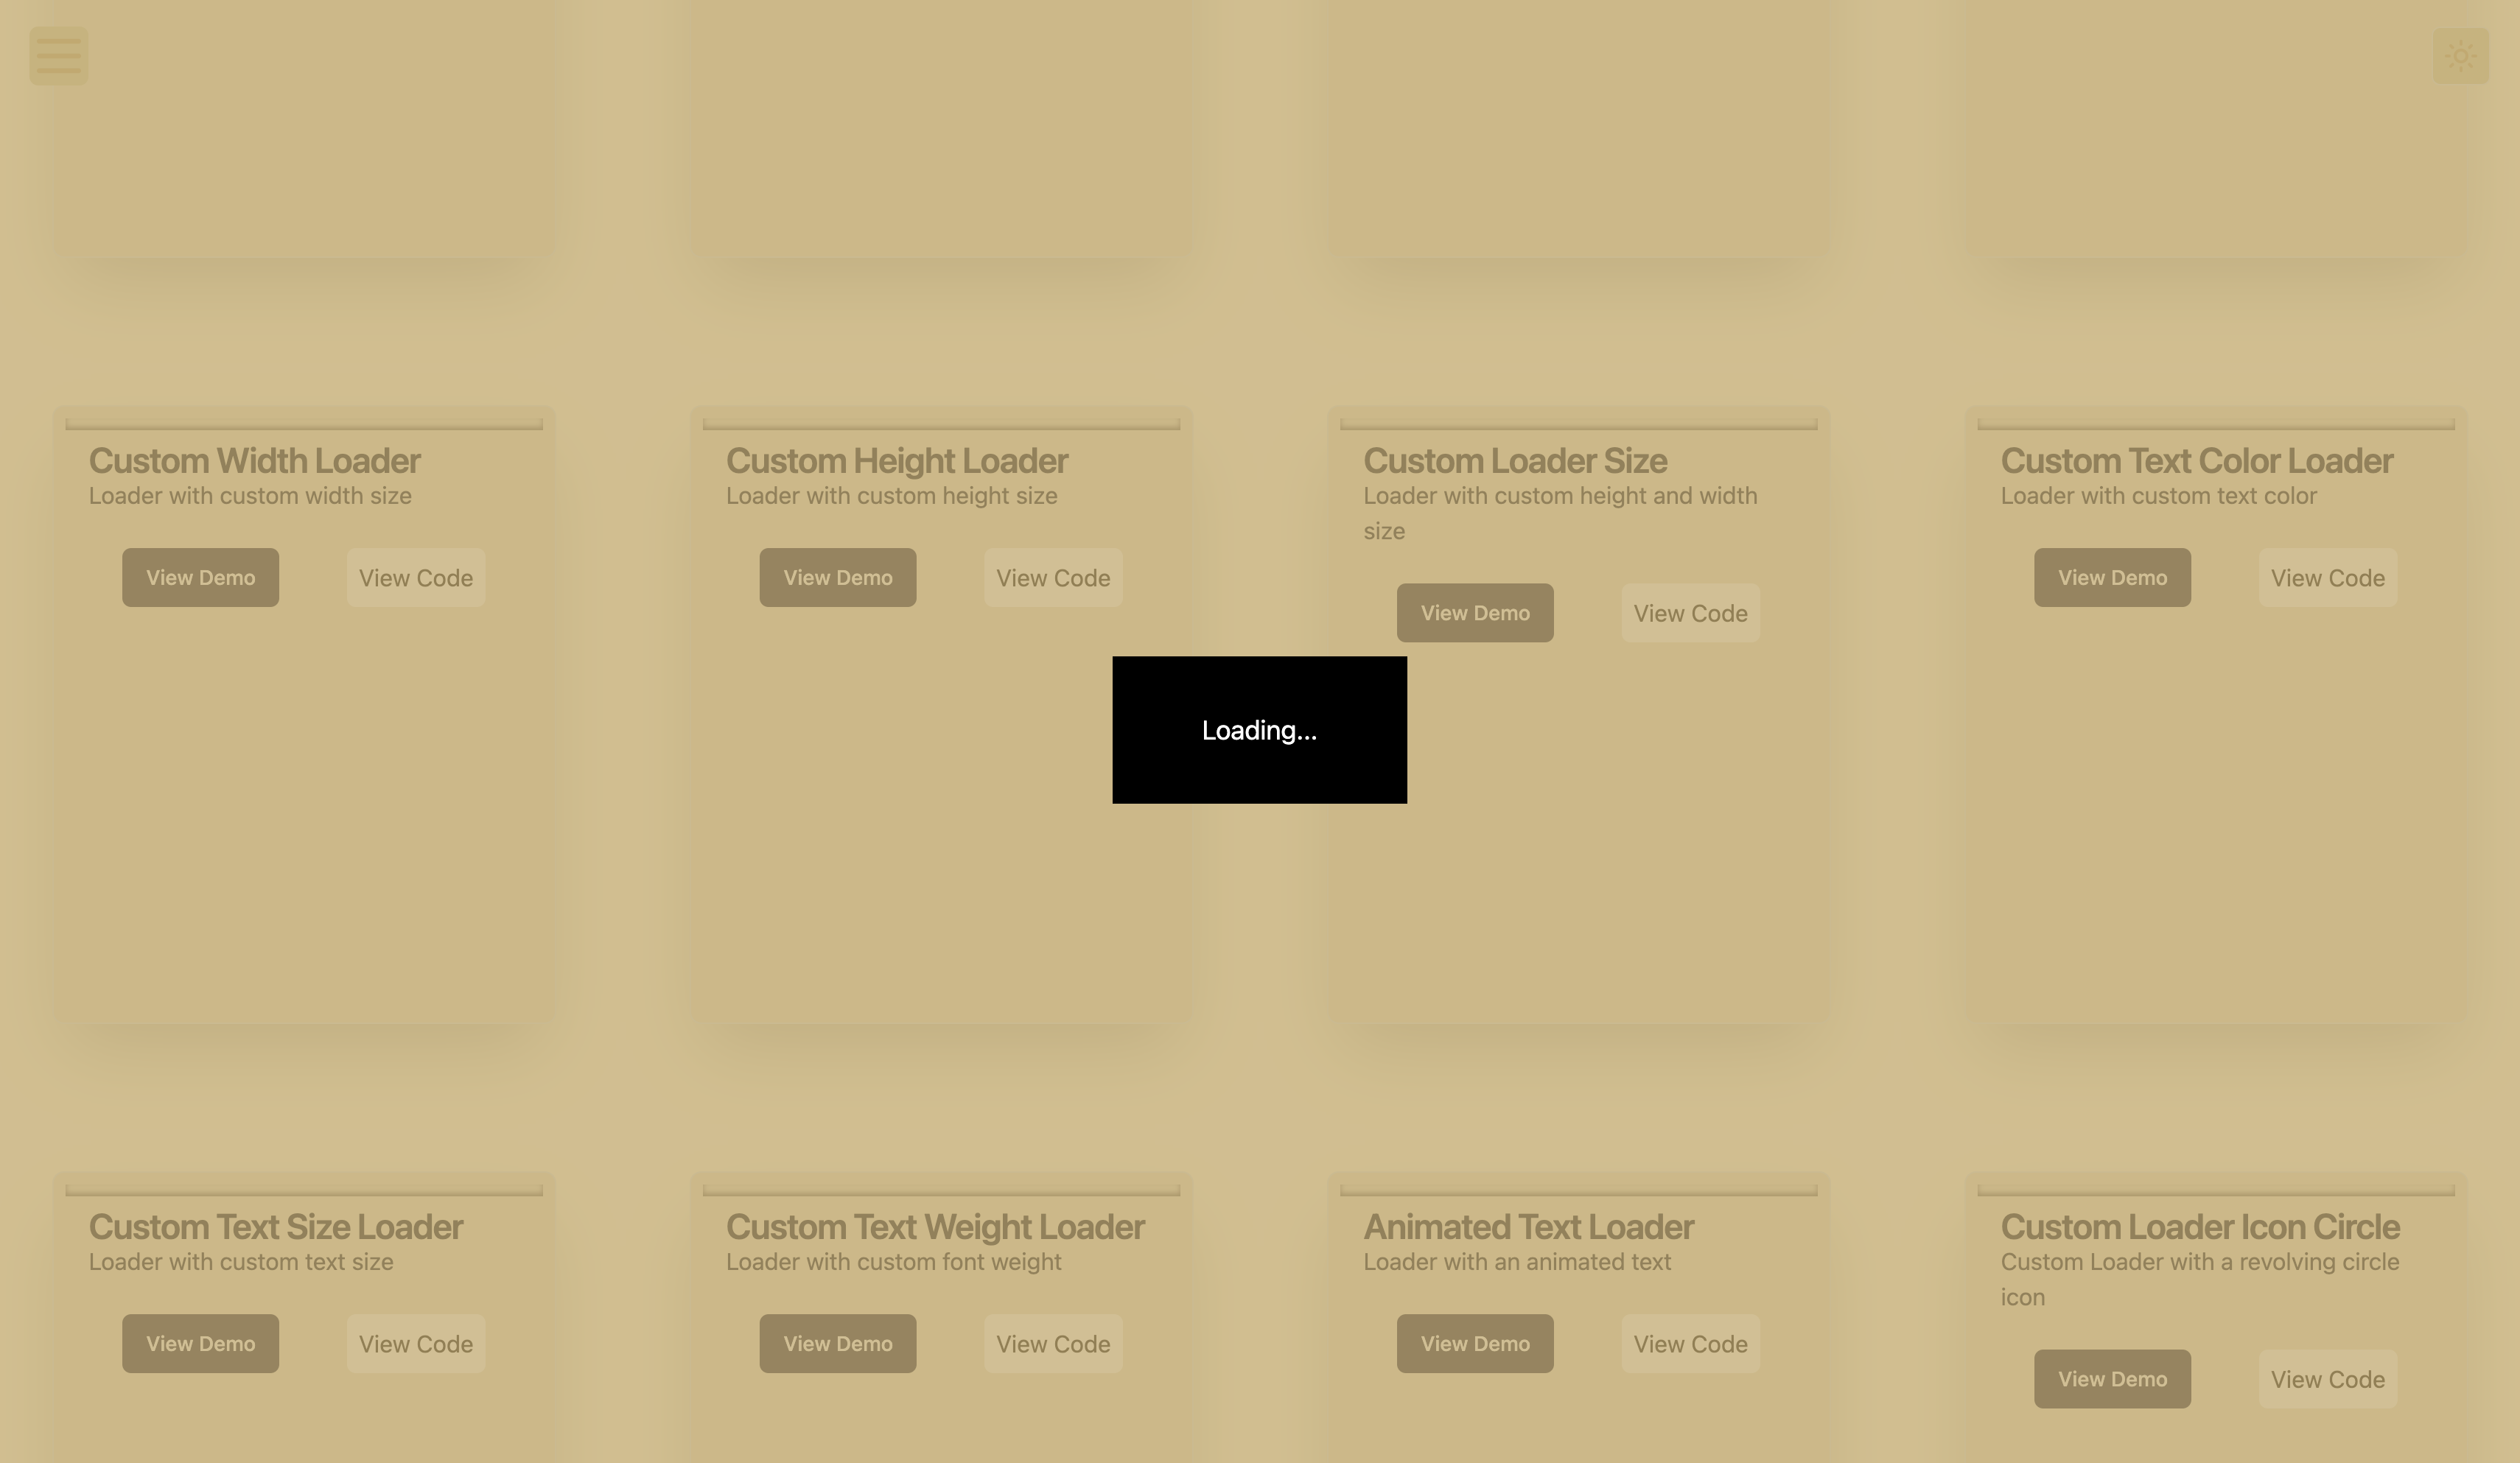 Custom Width Loader
Loader with custom width size
View Demo
View Code
Custom Height Loader
Loader with custom height size
View Demo
View Code
Custom Loader Size
Loader with custom height and width
size
View Demo
View Code
Custom Text Color Loader
Loader with custom text color
View Demo
View Code
Loading...
Custom Text Size Loader
Loader with custom text size
View Demo
View Code
Custom Text Weight Loader
Loader with custom font weight
View Demo
View Code
Animated Text Loader
Loader with an animated text
View Demo
View Code
Custom Loader Icon Circle
Custom Loader with a revolving circle
icon
View Demo
View Code